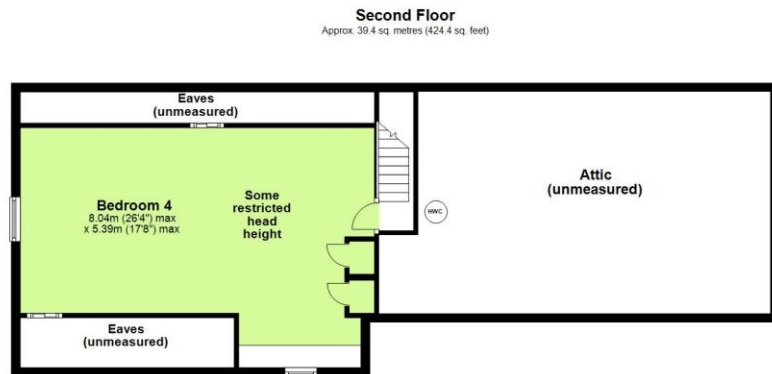 Second Floor
Approx. 39.4 sq. metres (424.4 sq. feet)
Eaves
(unmeasured)
Bedroom 4
8.04m (26'4") max
x 5.39m (17'8") max
Some
restricted
head
height
Attic
(unmeasured)
HWC
Eaves
(unmeasured)